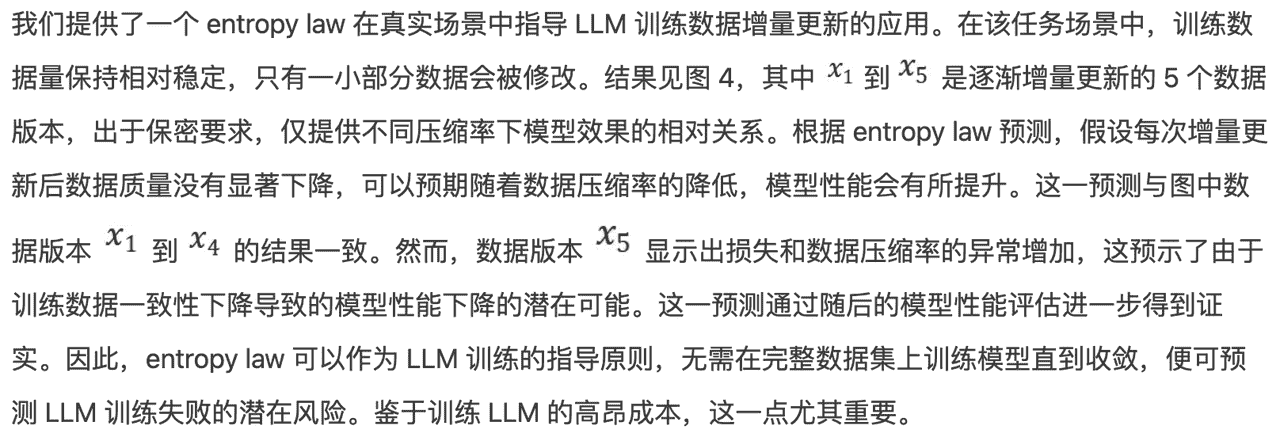 我们提供了一个 entropy law 在真实场景中指导 LLM 训练数据增量更新的应用。在该任务场景中，训练数
据量保持相对稳定，只有一小部分数据会被修改。结果见图 4，其中 x₁ 到 x₅ 是逐渐增量更新的 5 个数据
版本，出于保密要求，仅提供不同压缩率下模型效果的相对关系。根据 entropy law 预测，假设每次增量更
新后数据质量没有显著下降，可以预期随着数据压缩率的降低，模型性能会有所提升。这一预测与图中数
据版本 x₁ 到 x₄ 的结果一致。然而，数据版本 x₅ 显示出损失和数据压缩率的异常增加，这预示了由于
训练数据一致性下降导致的模型性能下降的潜在可能。这一预测通过随后的模型性能评估进一步得到证
实。因此，entropy law 可以作为 LLM 训练的指导原则，无需在完整数据集上训练模型直到收敛，便可预
测 LLM 训练失败的潜在风险。鉴于训练 LLM 的高昂成本，这一点尤其重要。